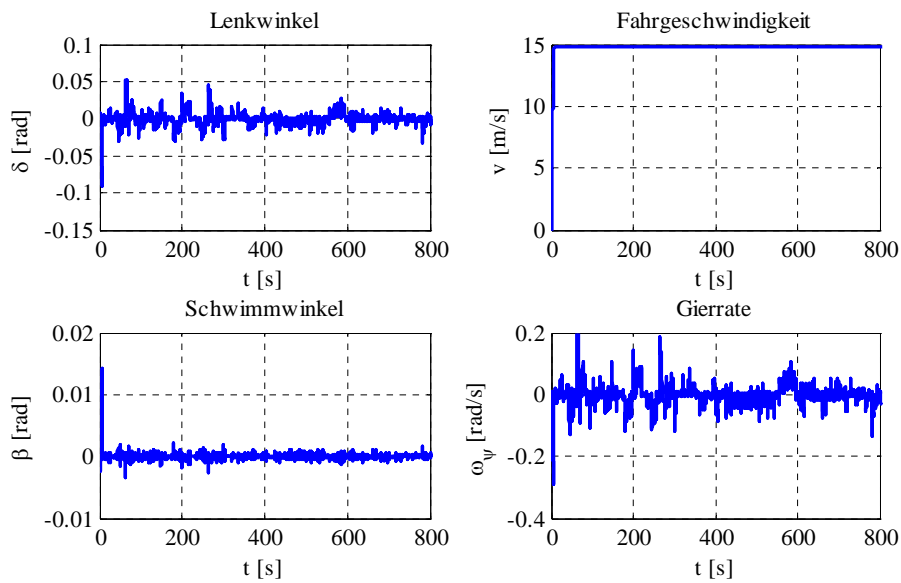 Lenkwinkel
0.1
0.05
0
-0.05
-0.1
-0.15
δ [rad]
0 200 400 600 800
t [s]
Fahrgeschwindigkeit
15
10
5
0
v [m/s]
0 200 400 600 800
t [s]
Schwimmwinkel
0.02
0.01
0
-0.01
β [rad]
0 200 400 600 800
t [s]
Gierrate
0.2
0
-0.2
-0.4
ω_ψ [rad/s]
0 200 400 600 800
t [s]